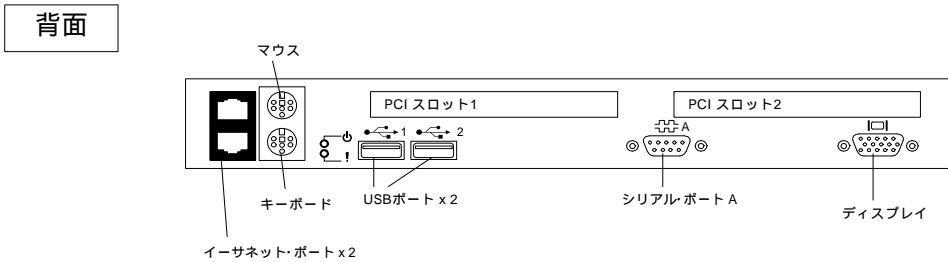 背面
マウス
PCI スロット1
PCI スロット2
1
2
A
!
キーボード
USBポート x 2
シリアル・ポート A
ディスプレイ
イーサネット・ポート x 2